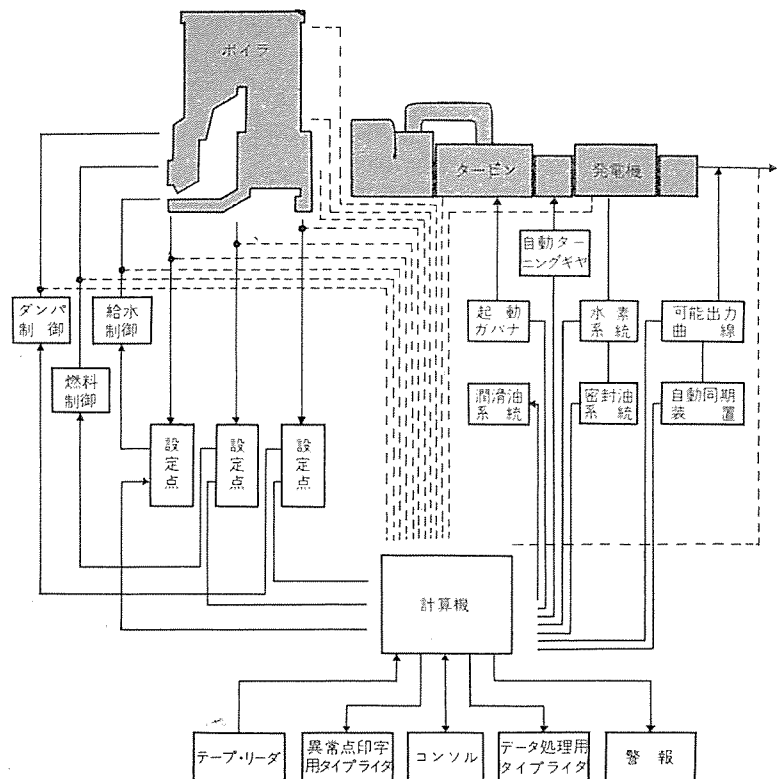 ボイラ
タービン
発電機
自動ター
ニングギヤ
ダンパ
制御
給水
制御
起動
ガバナ
水素
系統
可能出力
曲線
燃料
制御
潤滑油
系統
密封油
系統
自動同期
装置
設定点
設定点
設定点
計算機
テープ・リーダ
異常点印字
用タイプライタ
コンソル
データ処理用
タイプライタ
警報